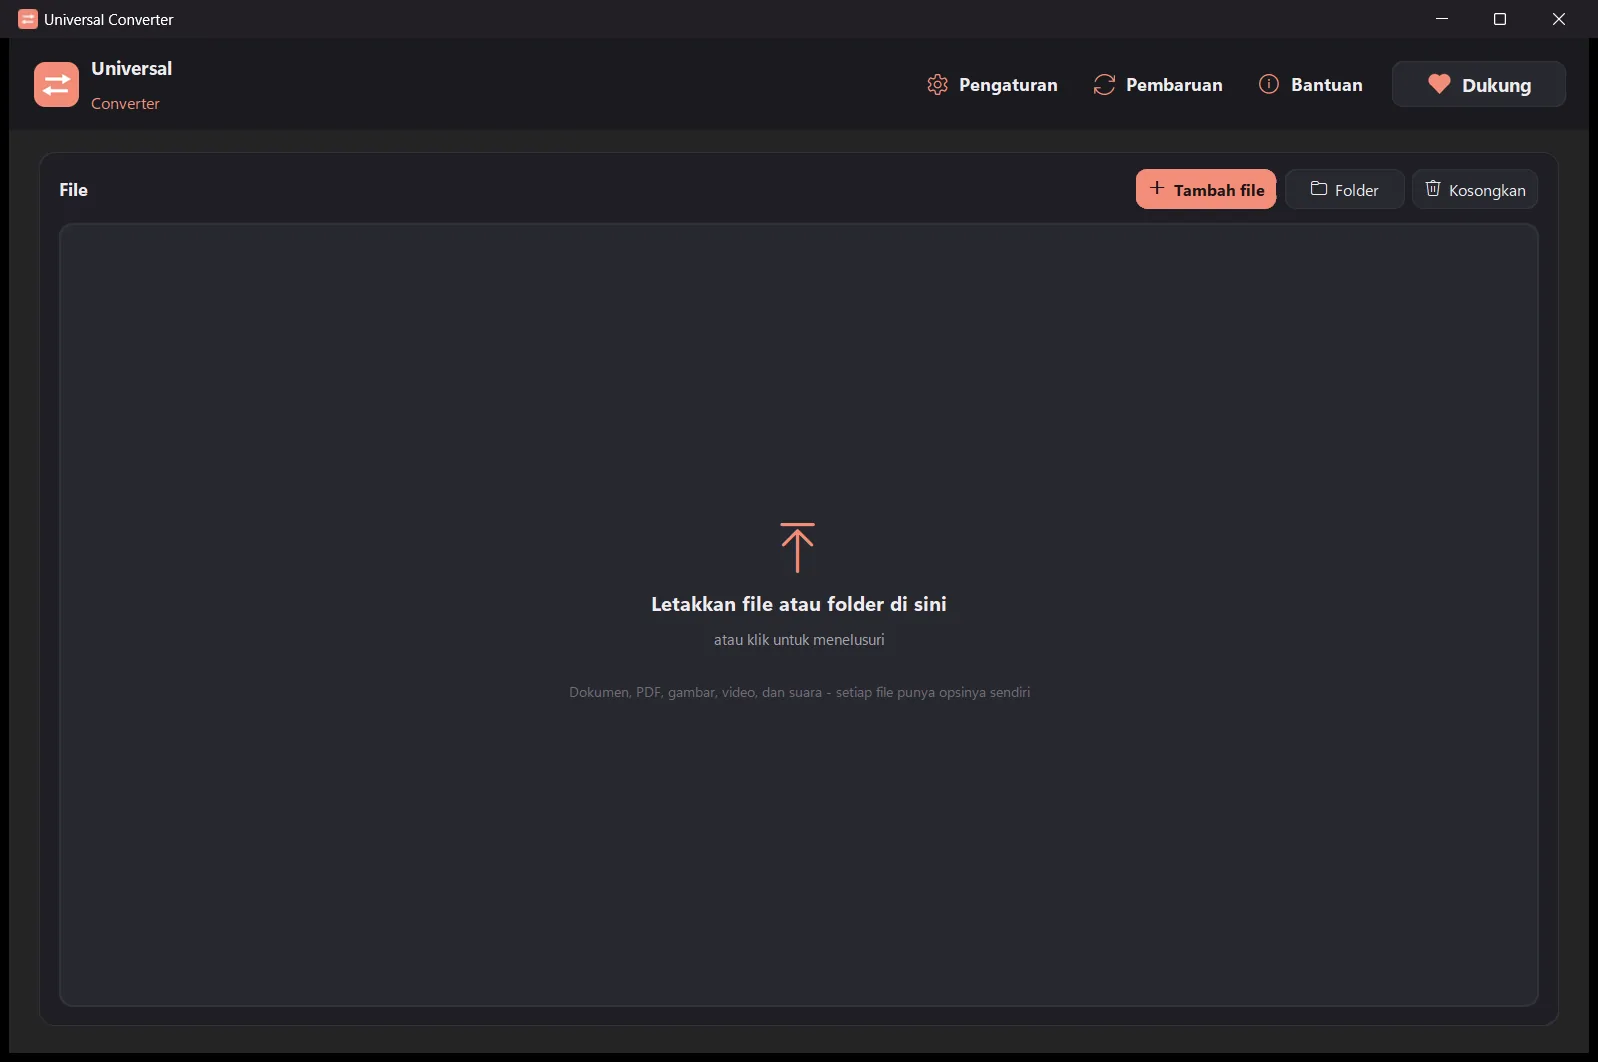 Universal Converter
Universal
Converter
Pengaturan
Pembaruan
Bantuan
Dukung
File
Tambah file
Folder
Kosongkan
Letakkan file atau folder di sini
atau klik untuk menelusuri
Dokumen, PDF, gambar, video, dan suara - setiap file punya opsinya sendiri